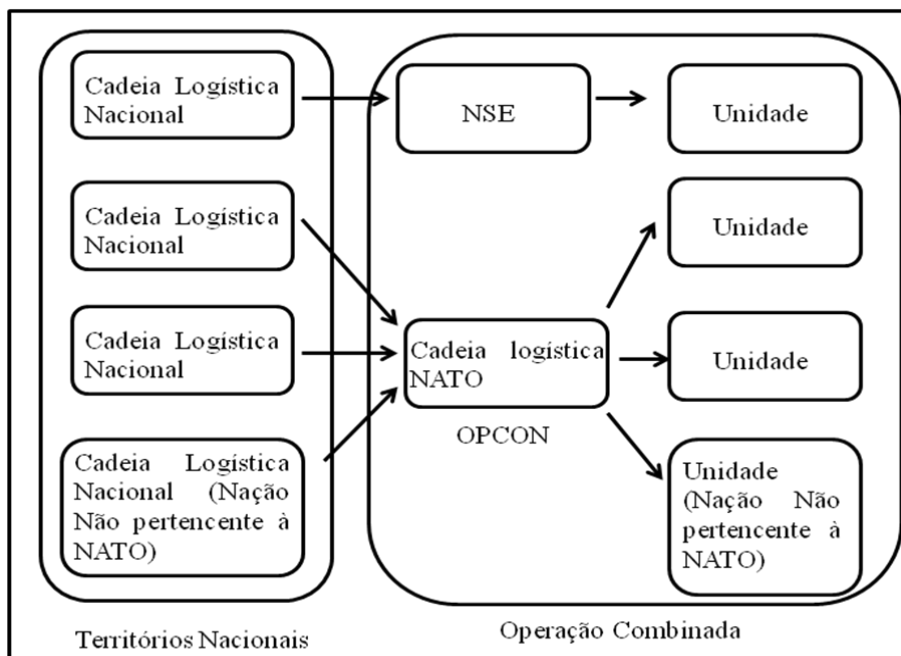 Cadeia Logística
Nacional
NSE
Unidade
Cadeia Logística
Nacional
Unidade
Cadeia Logística
Nacional
Cadeia logística
NATO
OPCON
Unidade
Cadeia Logística
Nacional (Nação
Não pertencente à
NATO)
Unidade
(Nação Não
pertencente à
NATO)
Territórios Nacionais
Operação Combinada